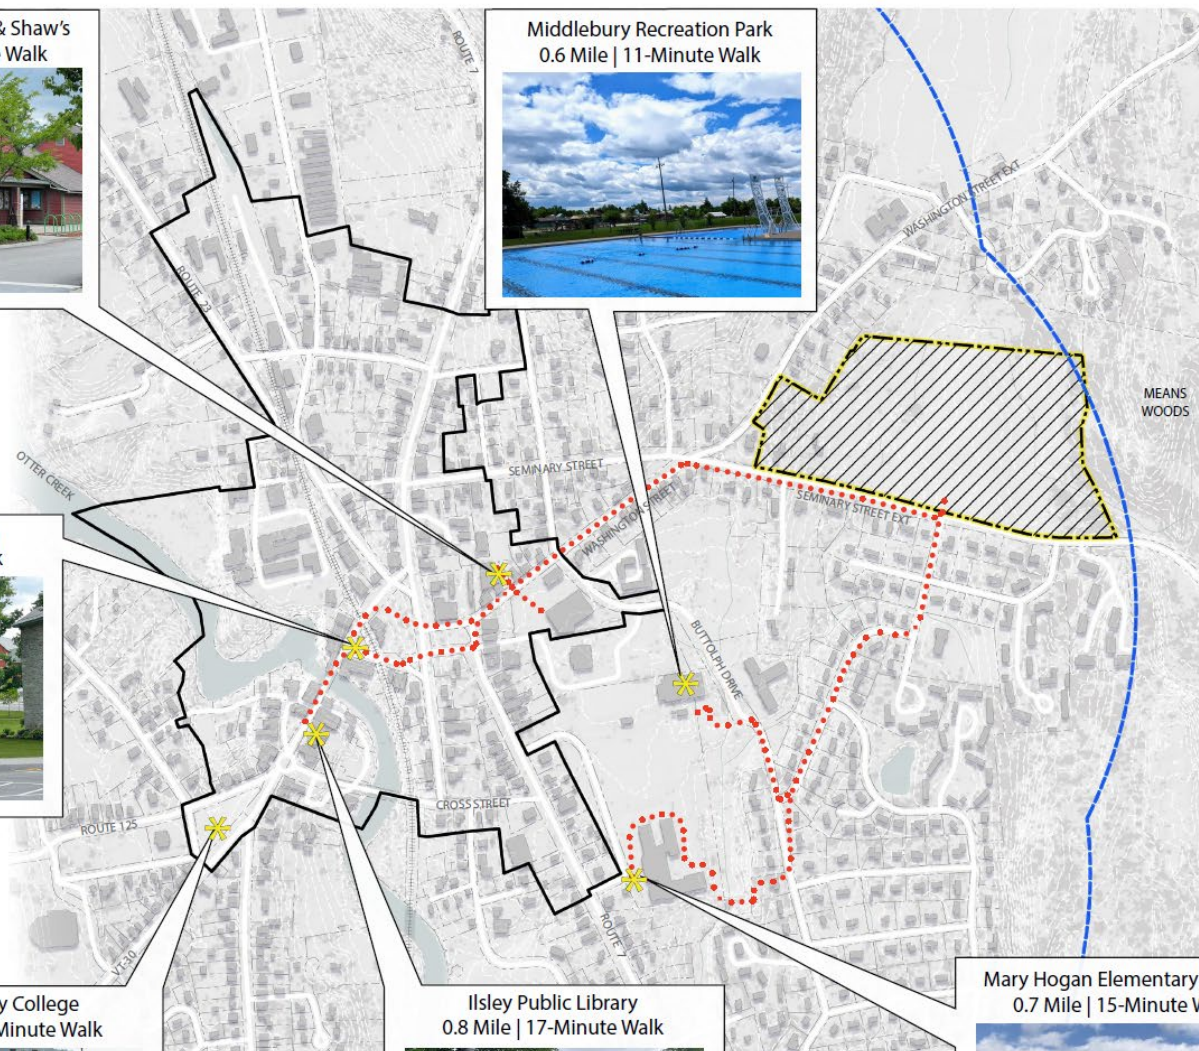 & Shaw's
Walk
Middlebury Recreation Park
0.6 Mile | 11-Minute Walk
ROUTE 7
WASHINGTON STREET EXT
ROUTE 23
MEANS
WOODS
OTTER CREEK
SEMINARY STREET
SEMINARY STREET EXT
WASHINGTON STREET
BUTTOLPH DRIVE
CROSS STREET
ROUTE 125
ROUTE 7
VT-30
y College
Minute Walk
Ilsley Public Library
0.8 Mile | 17-Minute Walk
Mary Hogan Elementary
0.7 Mile | 15-Minute W